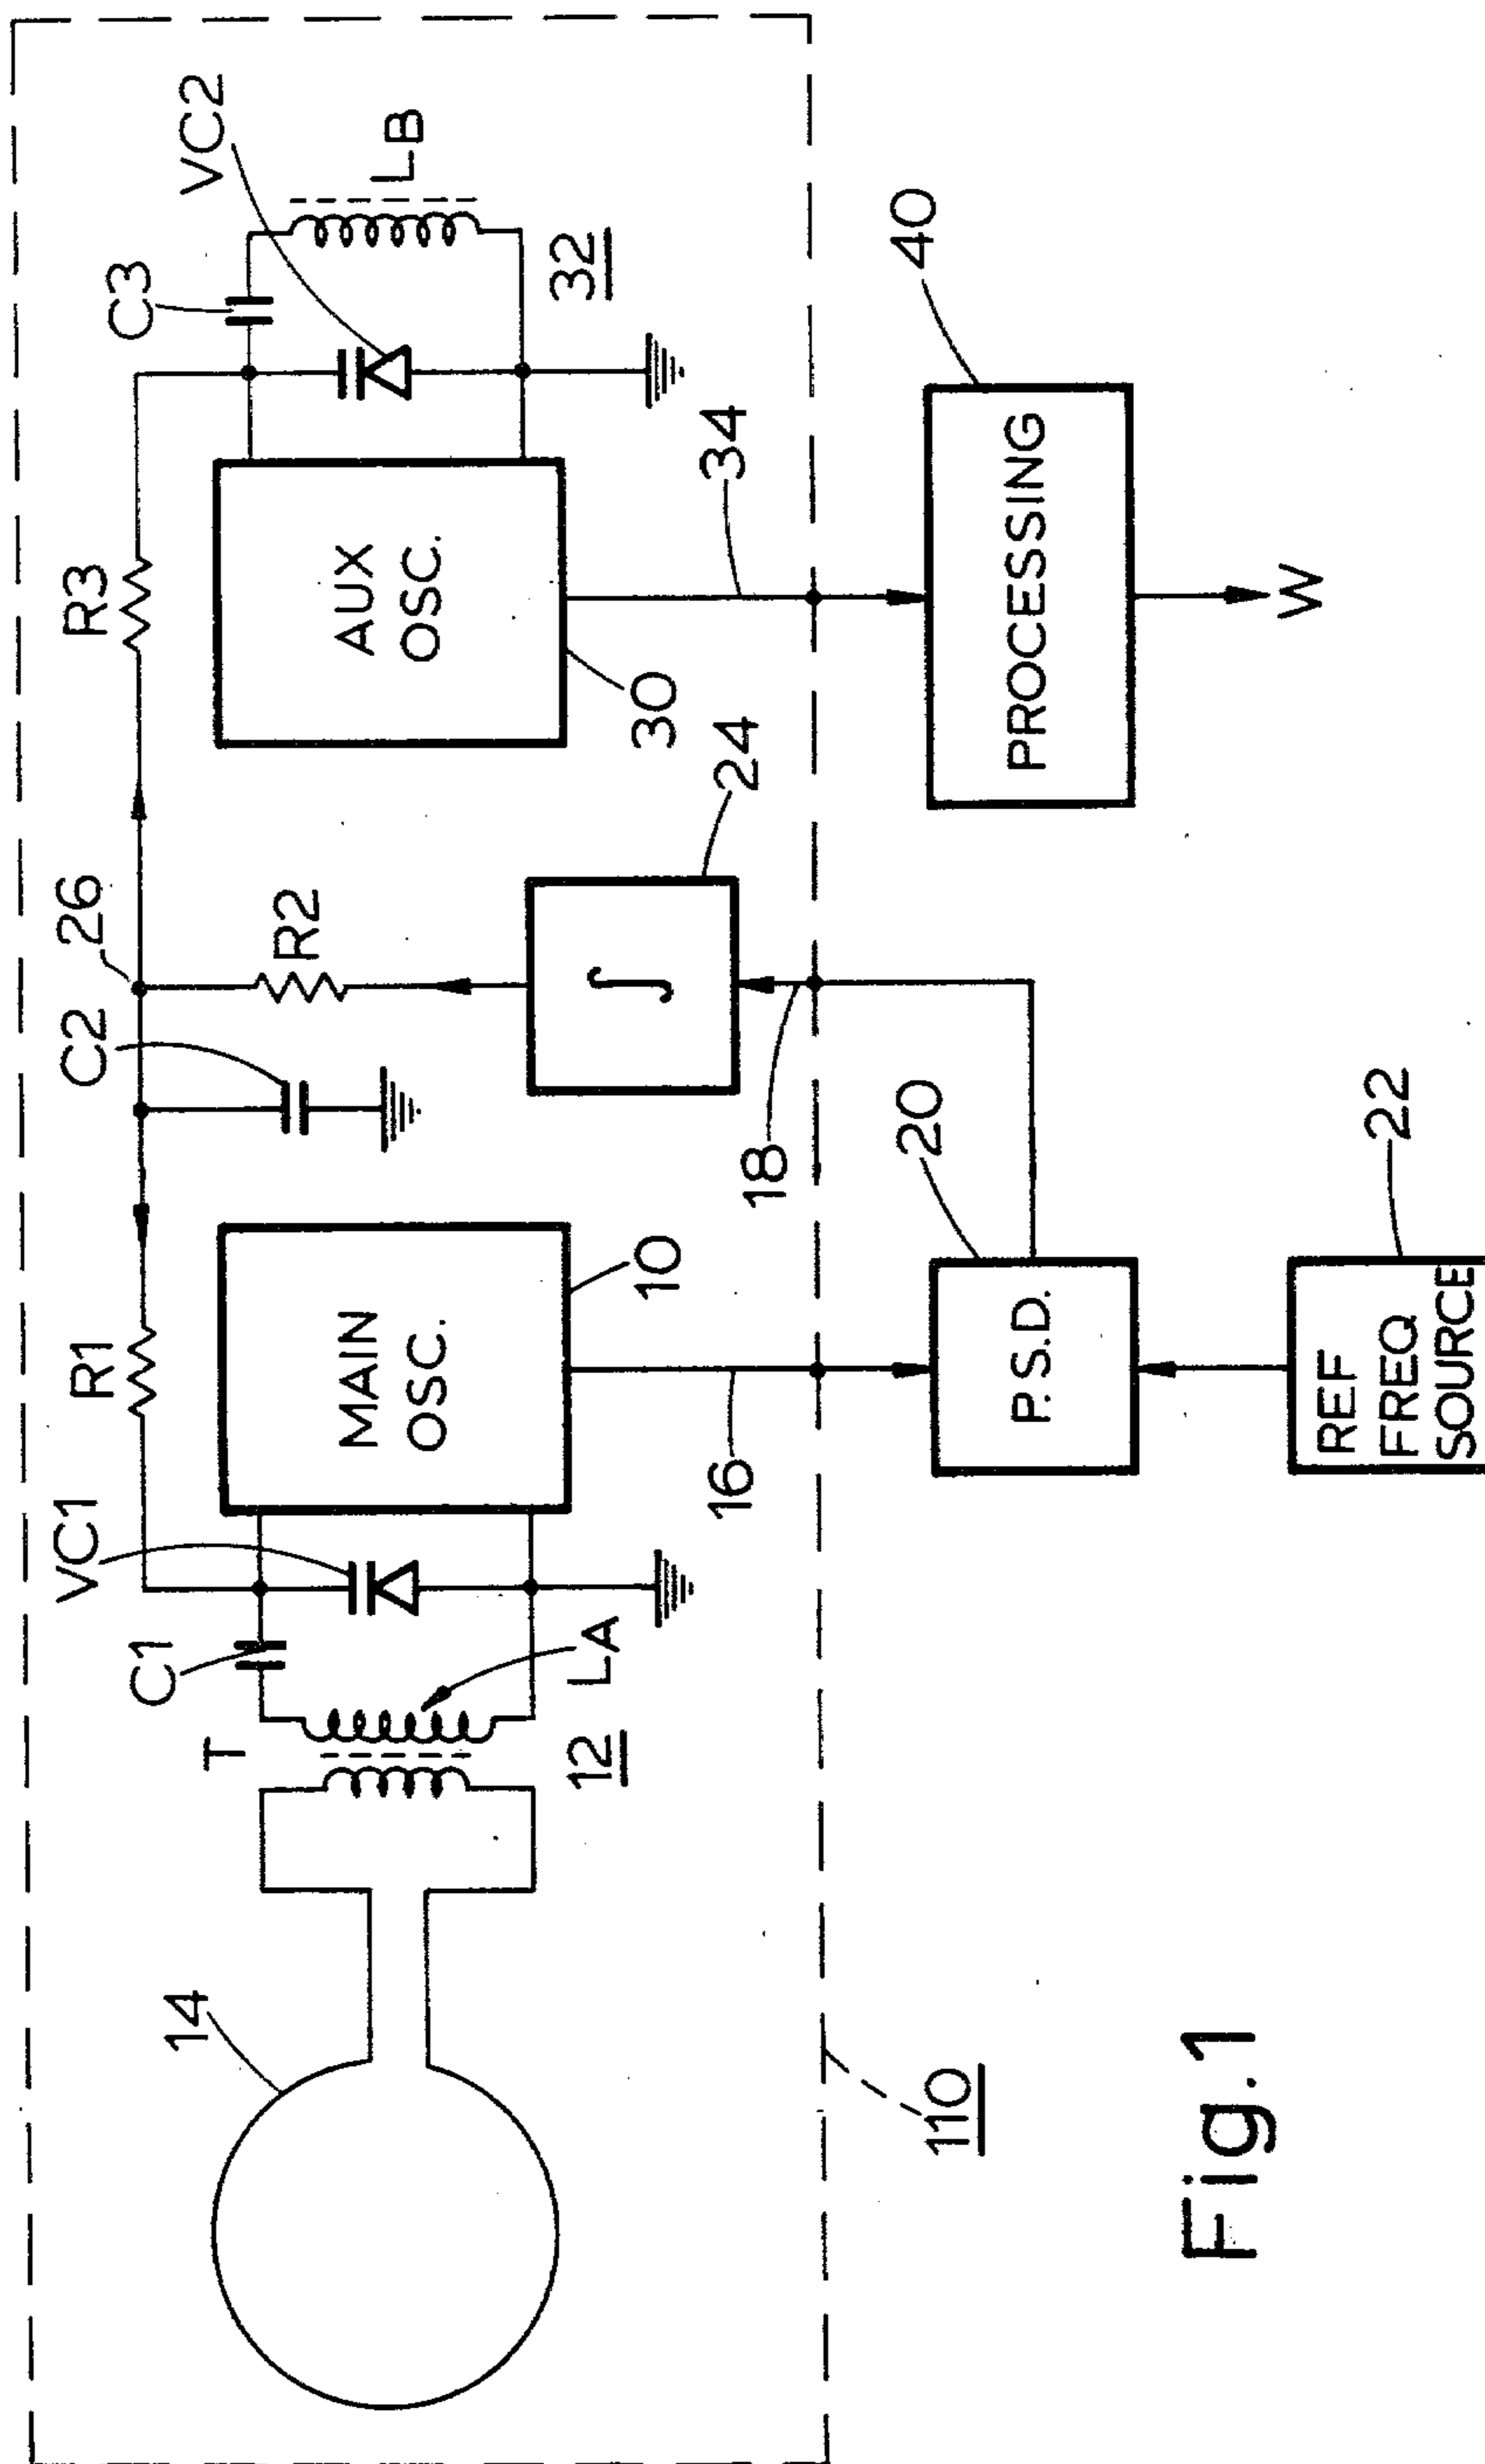 14
T
12
C1
LA
VC1
R1
MAIN
OSC.
10
16
C2
26
R2
∫
24
18
R3
AUX
OSC.
30
34
C3
VC2
LB
32
110
P.S.D.
20
REF
FREQ
SOURCE
22
PROCESSING
40
W
Fig.1